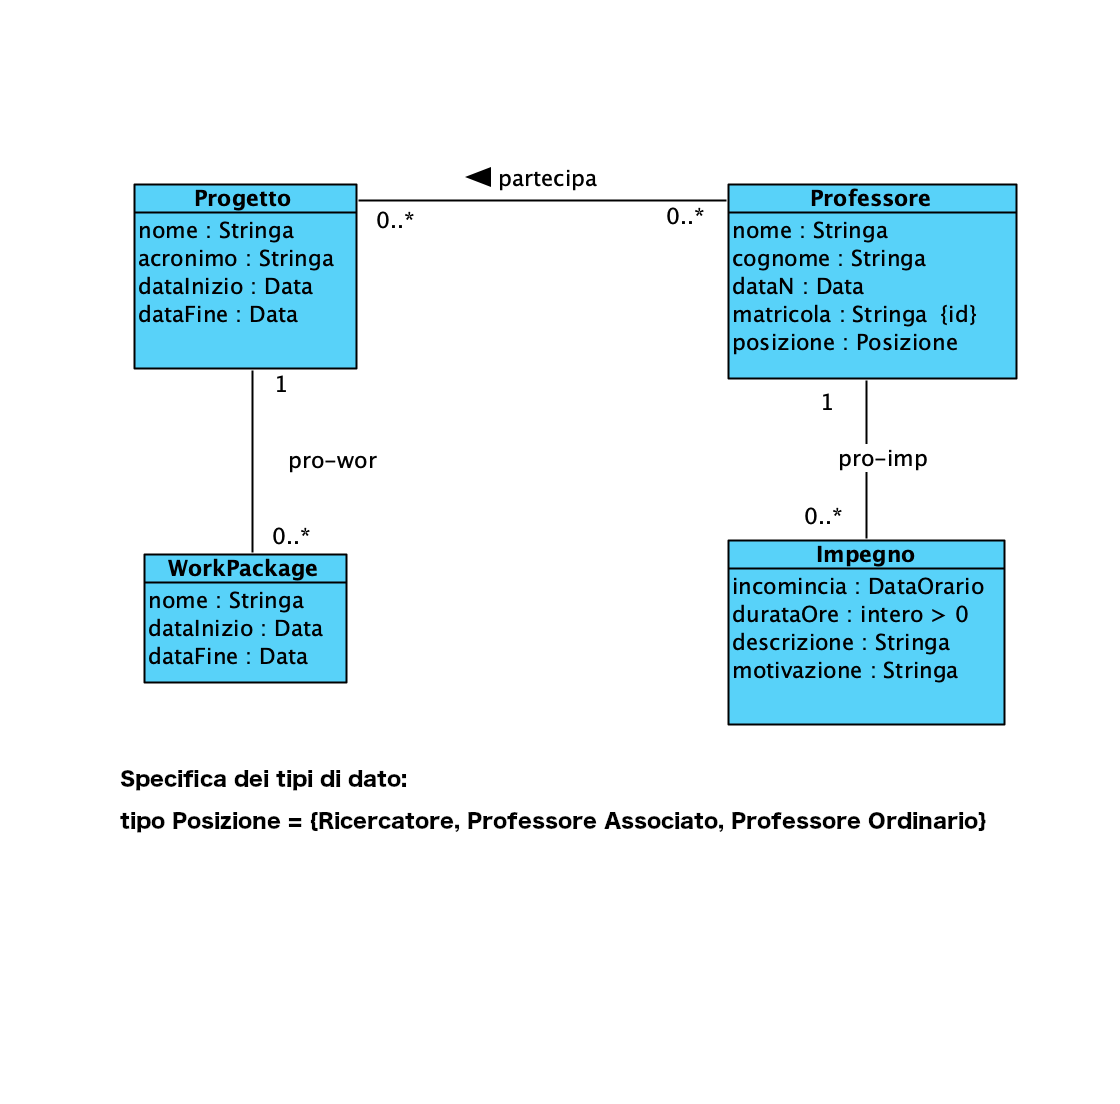 partecipa
Progetto
nome : Stringa
acronimo : Stringa
dataInizio : Data
dataFine : Data
0..*
0..*
Professore
nome : Stringa
cognome : Stringa
dataN : Data
matricola : Stringa {id}
posizione : Posizione
1
pro-wor
0..*
1
pro-imp
0..*
WorkPackage
nome : Stringa
dataInizio : Data
dataFine : Data
Impegno
incomincia : DataOrario
durataOre : intero > 0
descrizione : Stringa
motivazione : Stringa
Specifica dei tipi di dato:
tipo Posizione = {Ricercatore, Professore Associato, Professore Ordinario}